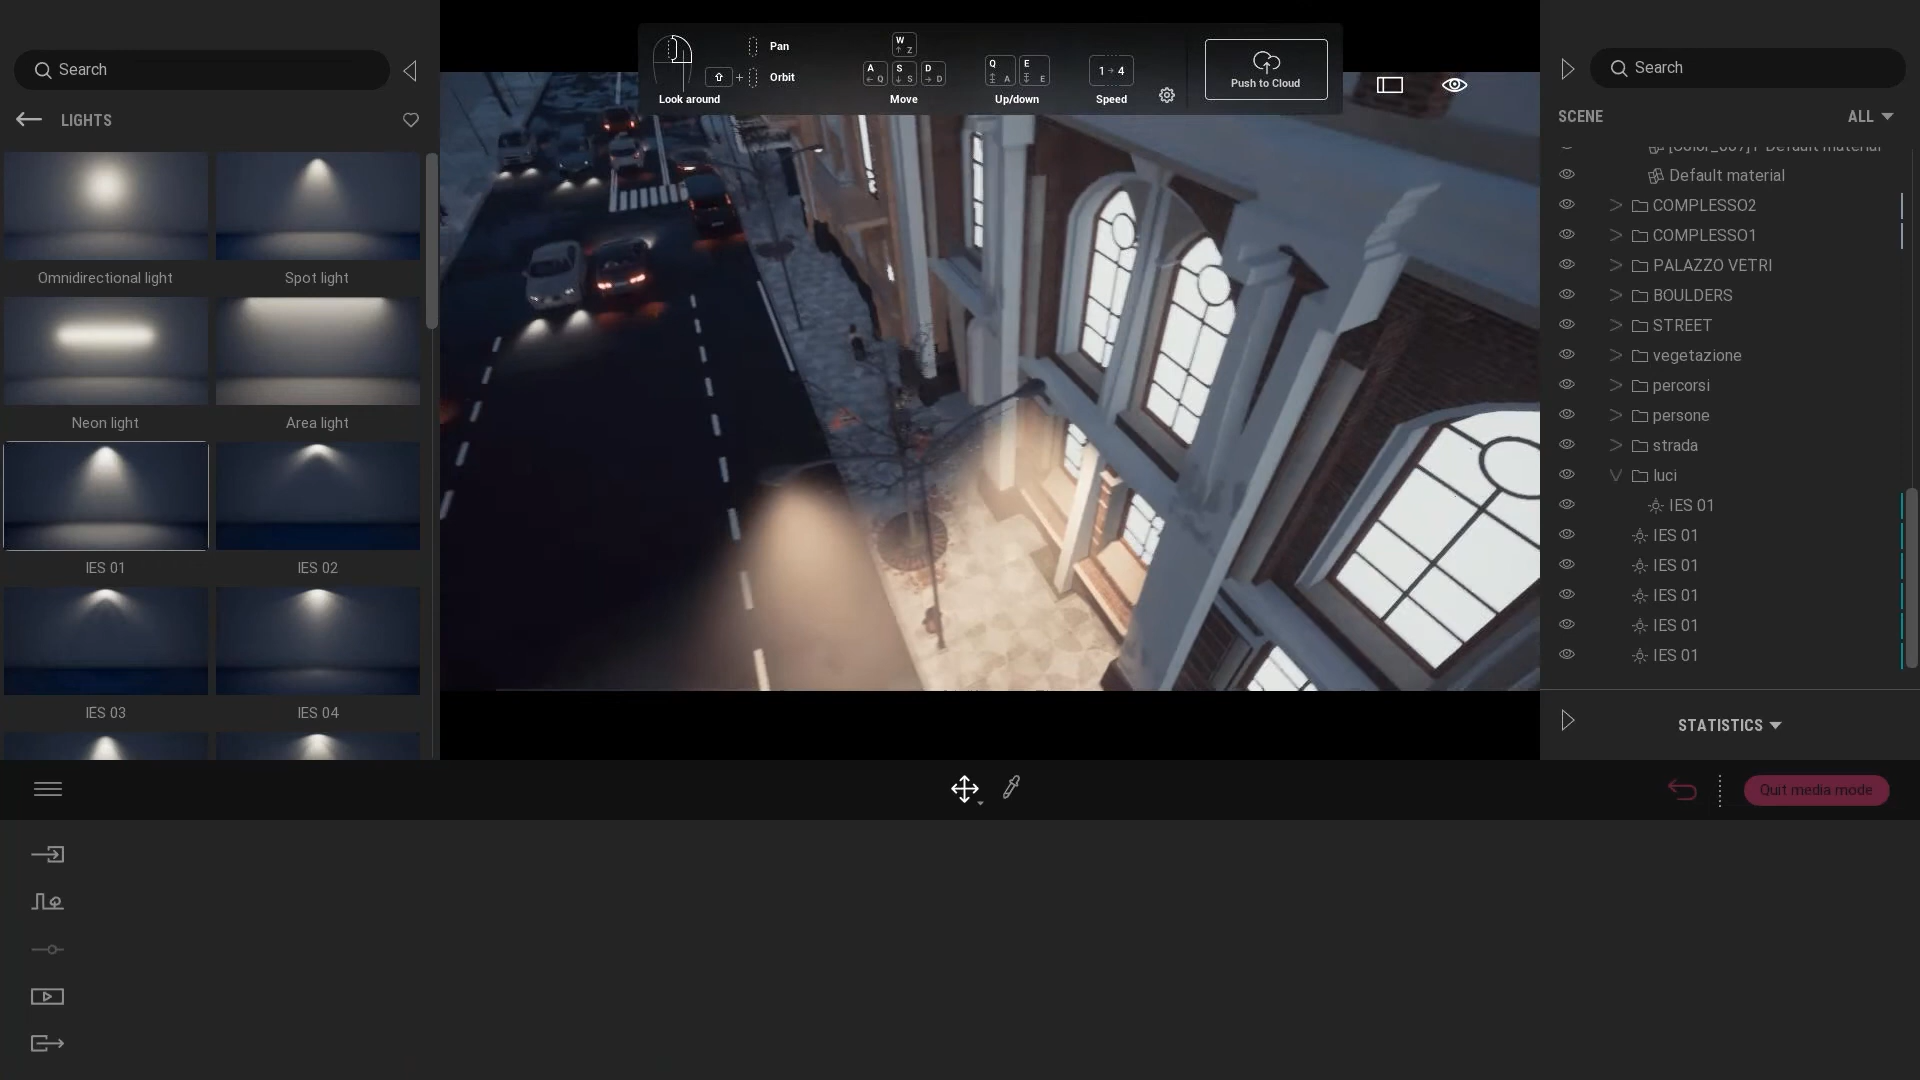 Search
LIGHTS
Omnidirectional light
Spot light
Neon light
Area light
IES 01
IES 02
IES 03
IES 04
Pan
Orbit
Look around
W
Z
A
Q
S
S
D
D
Move
Q
A
E
E
Up/down
1 → 4
Speed
Push to Cloud
Search
SCENE
ALL
Default material
COMPLESSO2
COMPLESSO1
PALAZZO VETRI
BOULDERS
STREET
vegetazione
percorsi
persone
strada
luci
IES 01
IES 01
IES 01
IES 01
IES 01
IES 01
STATISTICS
Quit media mode